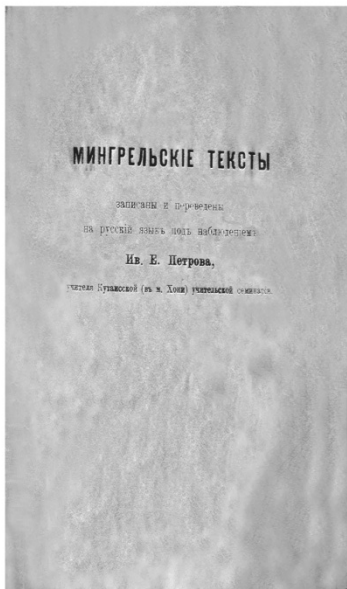 МИНГРЕЛЬСКІЕ ТЕКСТЫ
записаны и переведены
на русскій языкъ подъ наблюденіемъ
Ив. Е. Петрова,
учителя Кутаисской (въ м. Хони) учительской семинаріи.